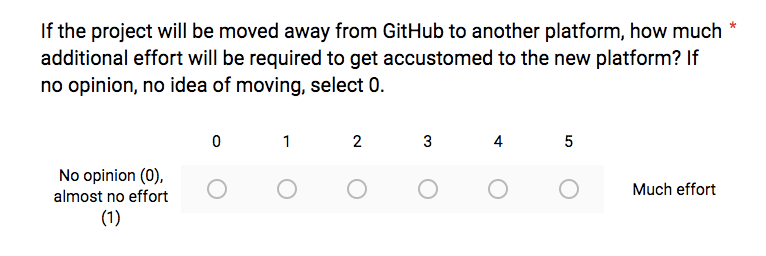 If the project will be moved away from GitHub to another platform, how much *
additional effort will be required to get accustomed to the new platform? If
no opinion, no idea of moving, select 0.
0 1 2 3 4 5
No opinion (0),
almost no effort
(1)
Much effort